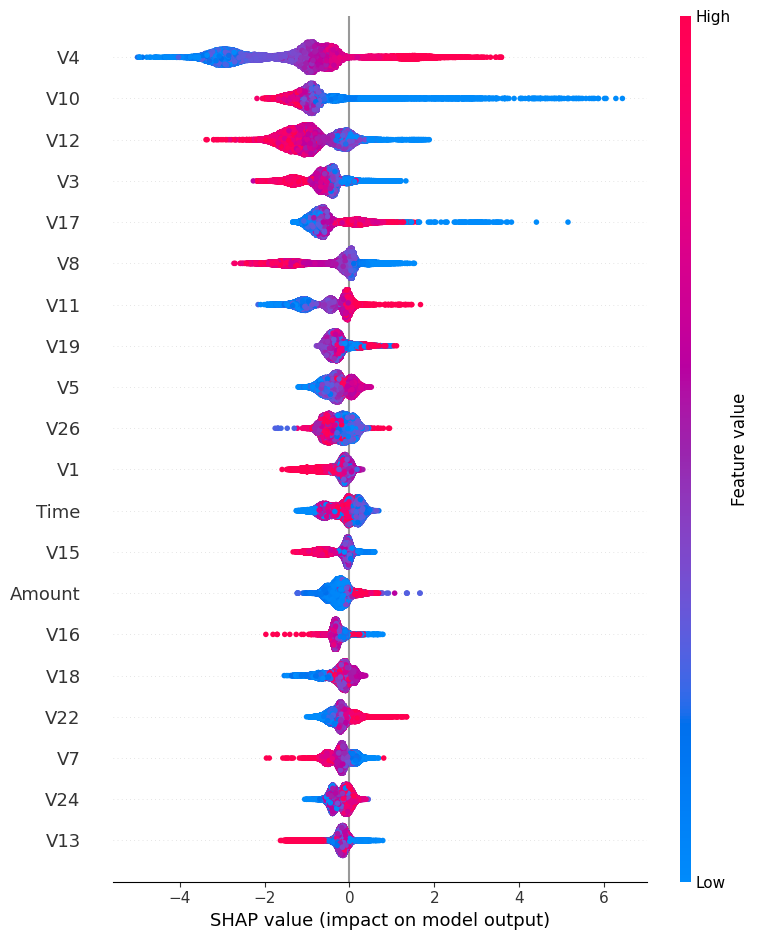 High
V4
V10
V12
V3
V17
V8
V11
V19
V5
V26
V1
Time
V15
Amount
V16
V18
V22
V7
V24
V13
Feature value
Low
−4 −2 0 2 4 6
SHAP value (impact on model output)